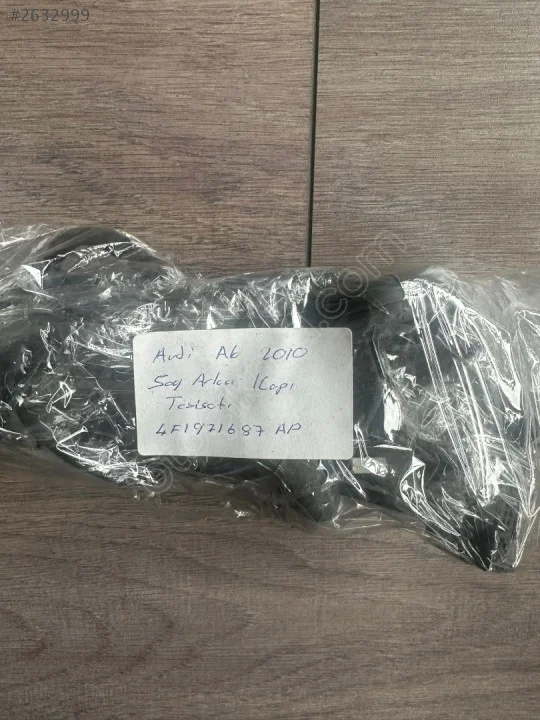 #2632999
Audi A6 2010
Sağ Arka Kapı
Tesisatı
4F1971687 AP